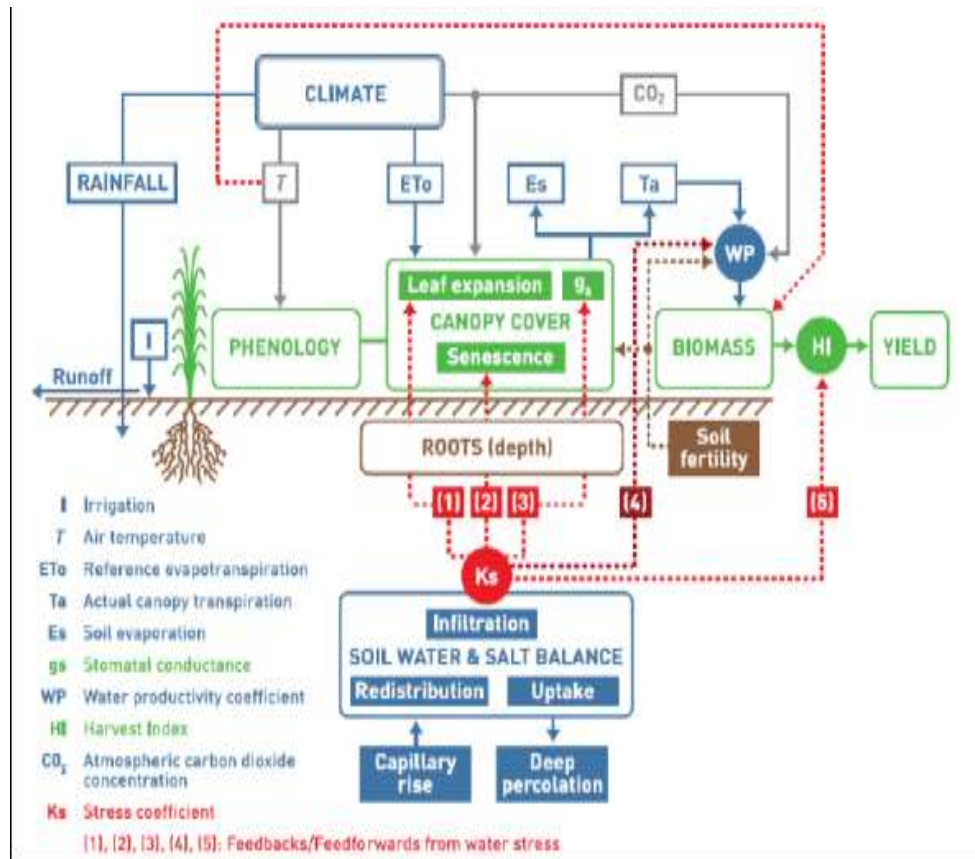 CLIMATE
CO₂
RAINFALL
T
ETo
Es
Ta
WP
Leaf expansion
gs
CANOPY COVER
Senescence
PHENOLOGY
I
BIOMASS
HI
YIELD
Runoff
ROOTS (depth)
Soil
fertility
(1)
(2)
(3)
(4)
(5)
Ks
Infiltration
SOIL WATER & SALT BALANCE
Redistribution
Uptake
Capillary
rise
Deep
percolation
I Irrigation
T Air temperature
ETo Reference evapotranspiration
Ta Actual canopy transpiration
Es Soil evaporation
gs Stomatal conductance
WP Water productivity coefficient
HI Harvest Index
CO₂ Atmospheric carbon dioxide
concentration
Ks Stress coefficient
(1), (2), (3), (4), (5): Feedbacks/Feedforwards from water stress